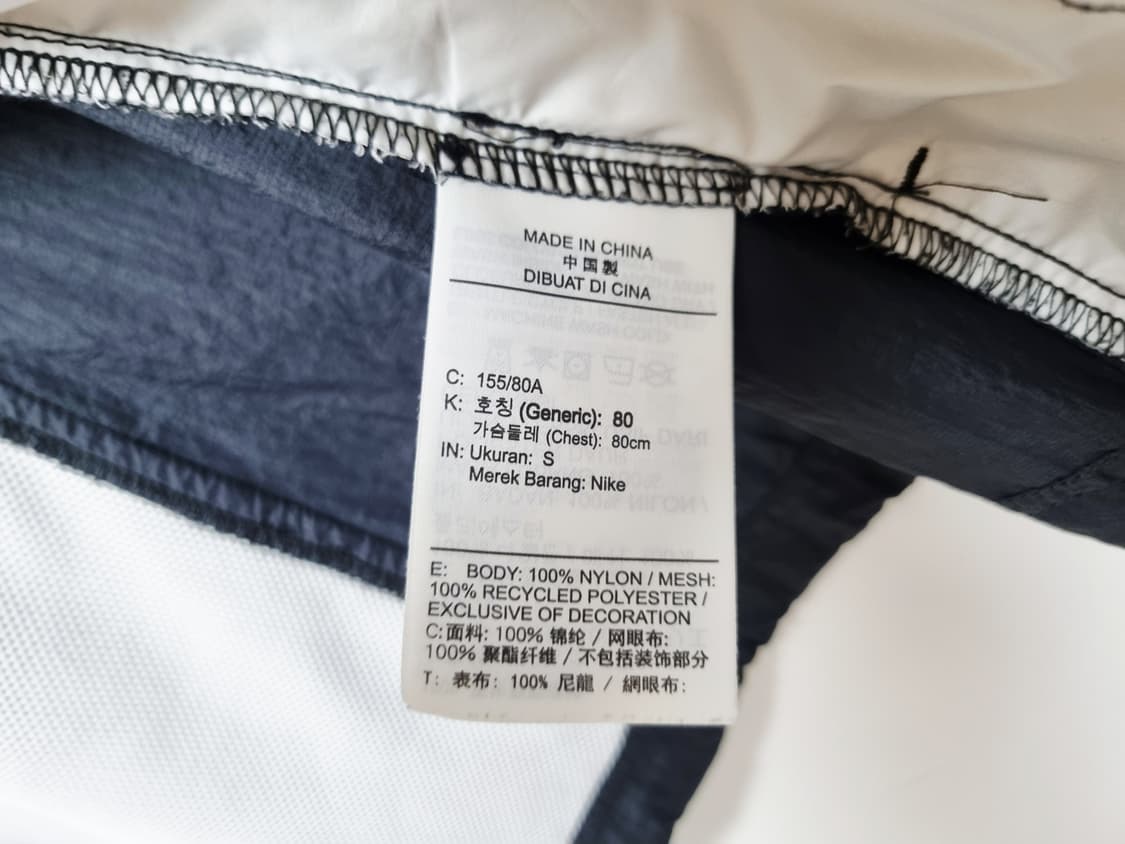 MADE IN CHINA
中国製
DIBUAT DI CINA
C: 155/80A
K: 호칭 (Generic): 80
가슴둘레 (Chest): 80cm
IN: Ukuran: S
Merek Barang: Nike
E: BODY: 100% NYLON / MESH:
100% RECYCLED POLYESTER /
EXCLUSIVE OF DECORATION
C:面料: 100% 锦纶 / 网眼布:
100% 聚酯纤维 / 不包括装饰部分
T: 表布: 100% 尼龍 / 網眼布: